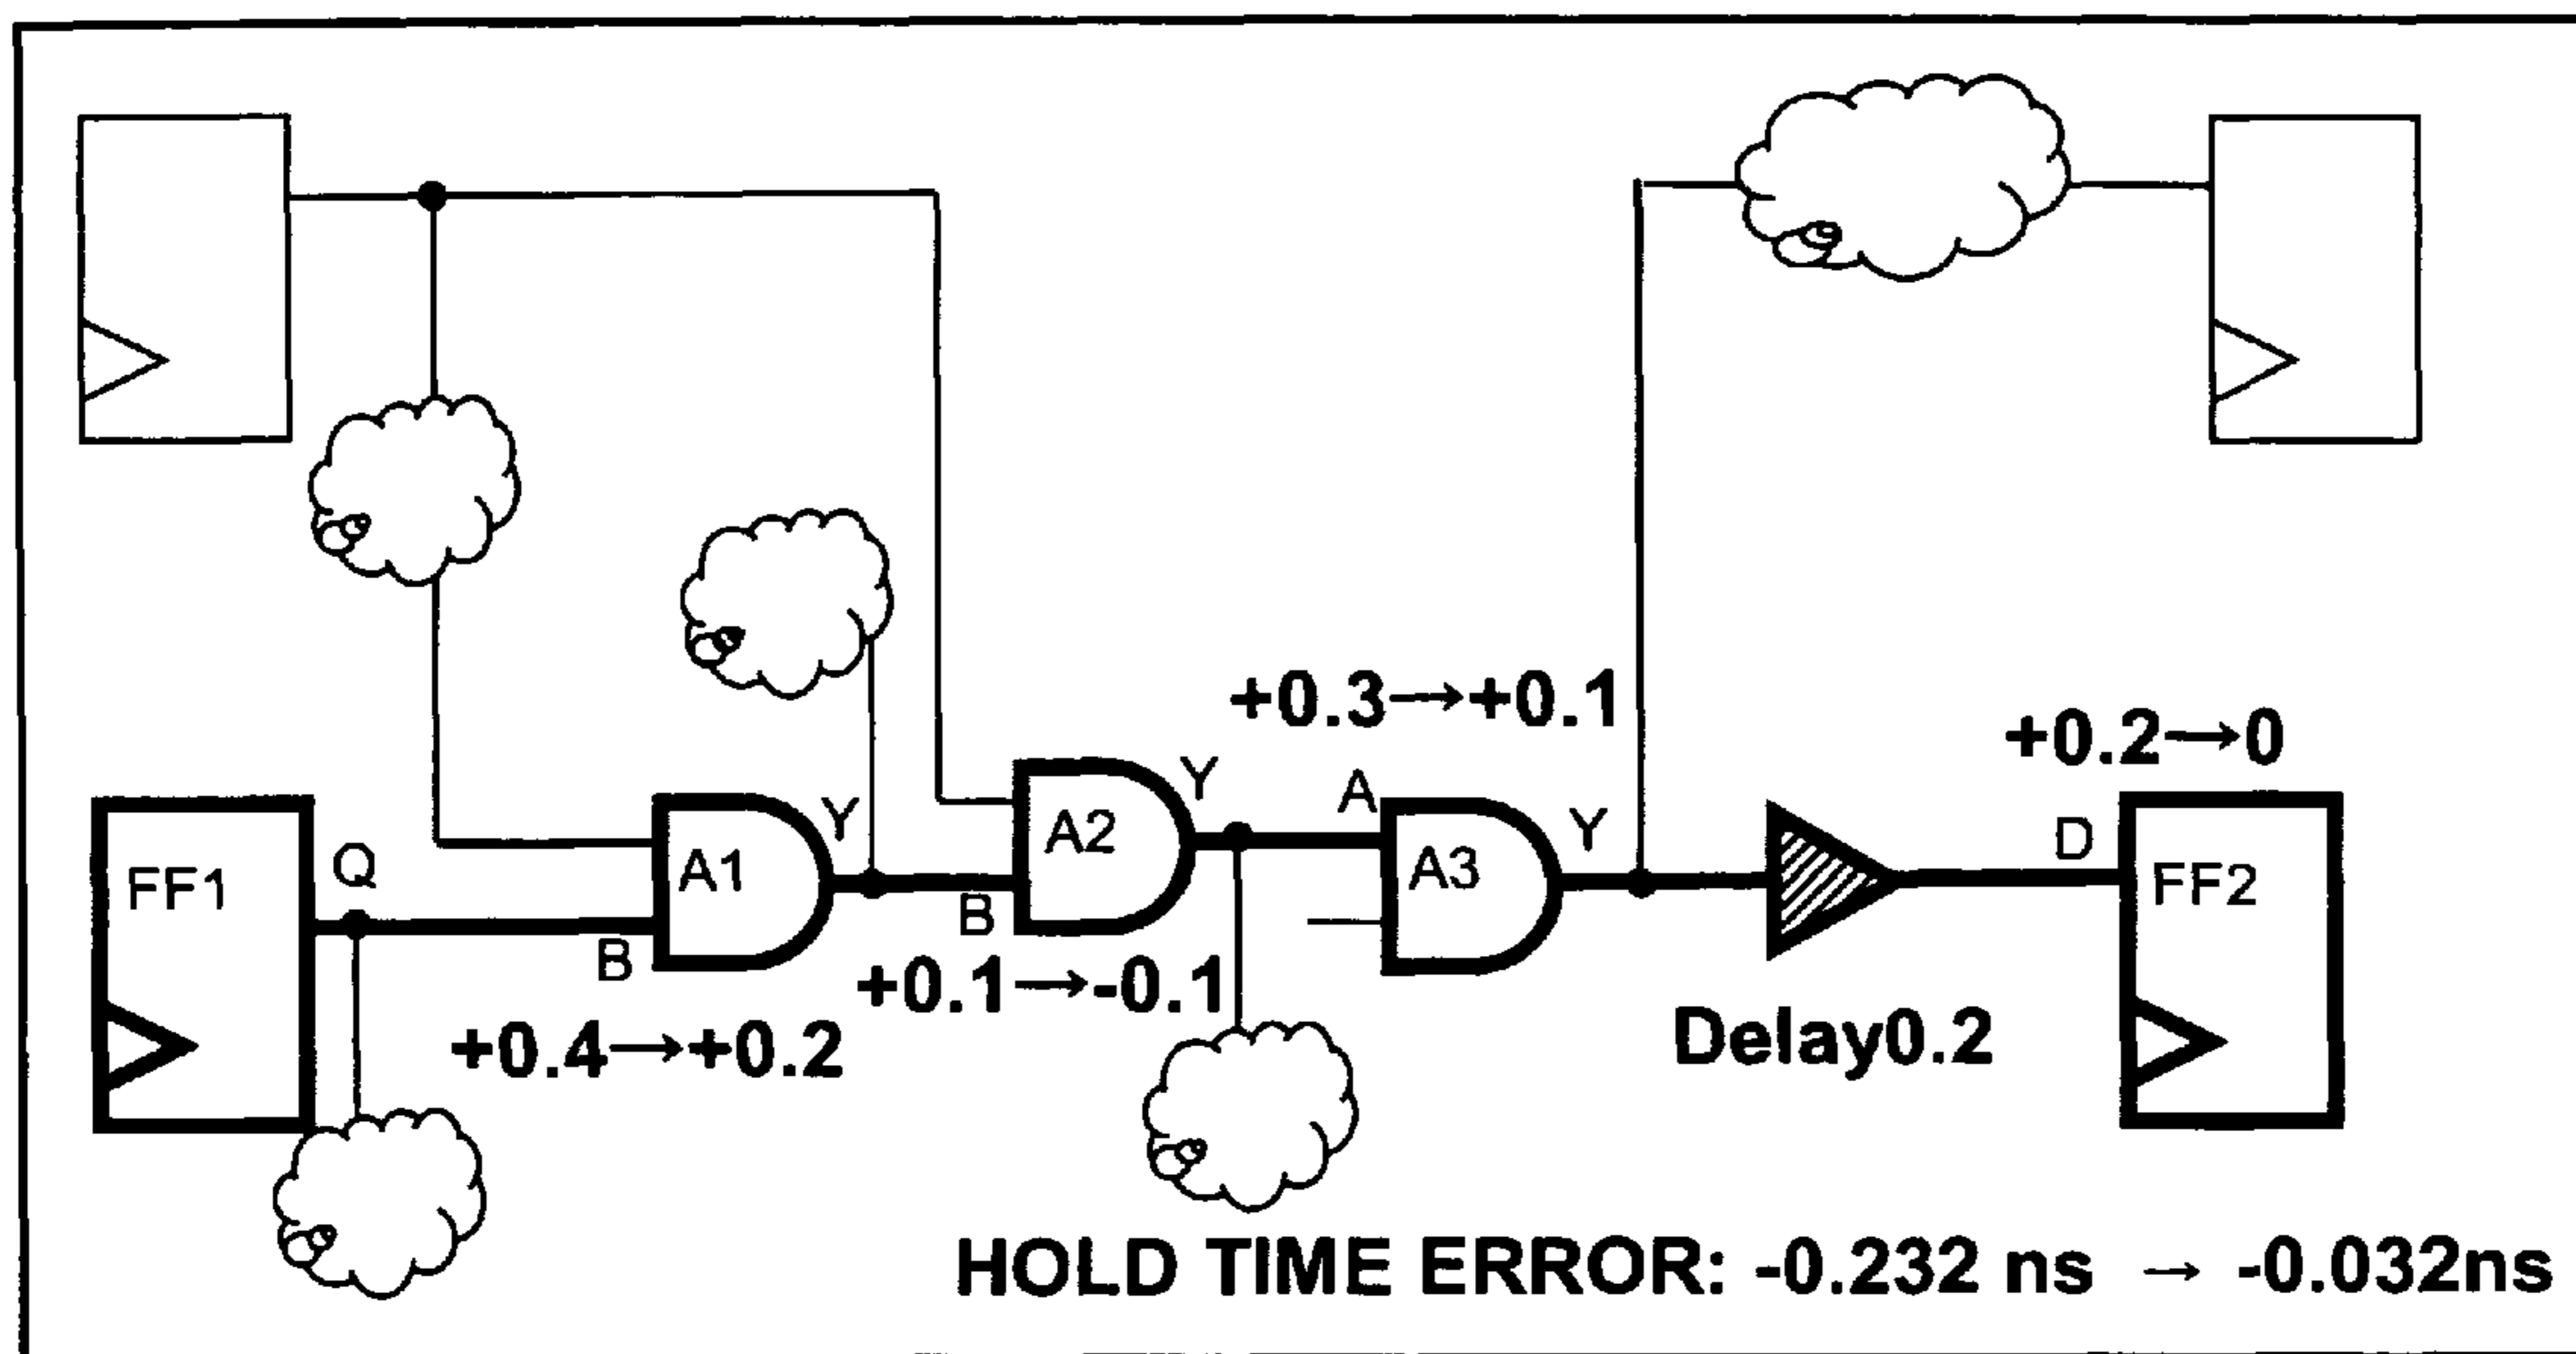 +0.3→+0.1
+0.2→0
Y
A
Y
Y
D
A2
Q
FF1
A1
A3
FF2
B
B
+0.1→-0.1
+0.4→+0.2
Delay0.2
HOLD TIME ERROR: -0.232 ns → -0.032ns